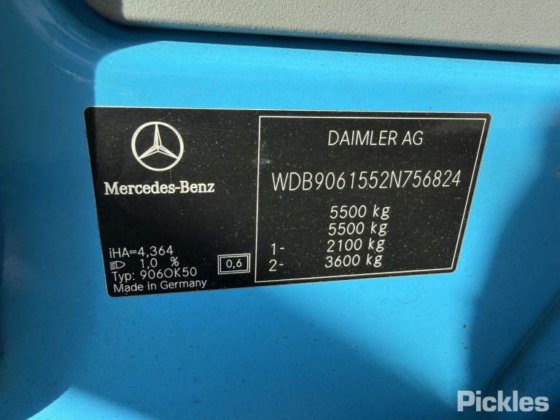 Mercedes-Benz
iHA=4,364
1,0 %
Typ: 906OK50
Made in Germany
0,6
DAIMLER AG
WDB9061552N756824
5500 kg
5500 kg
1- 2100 kg
2- 3600 kg
Pickles